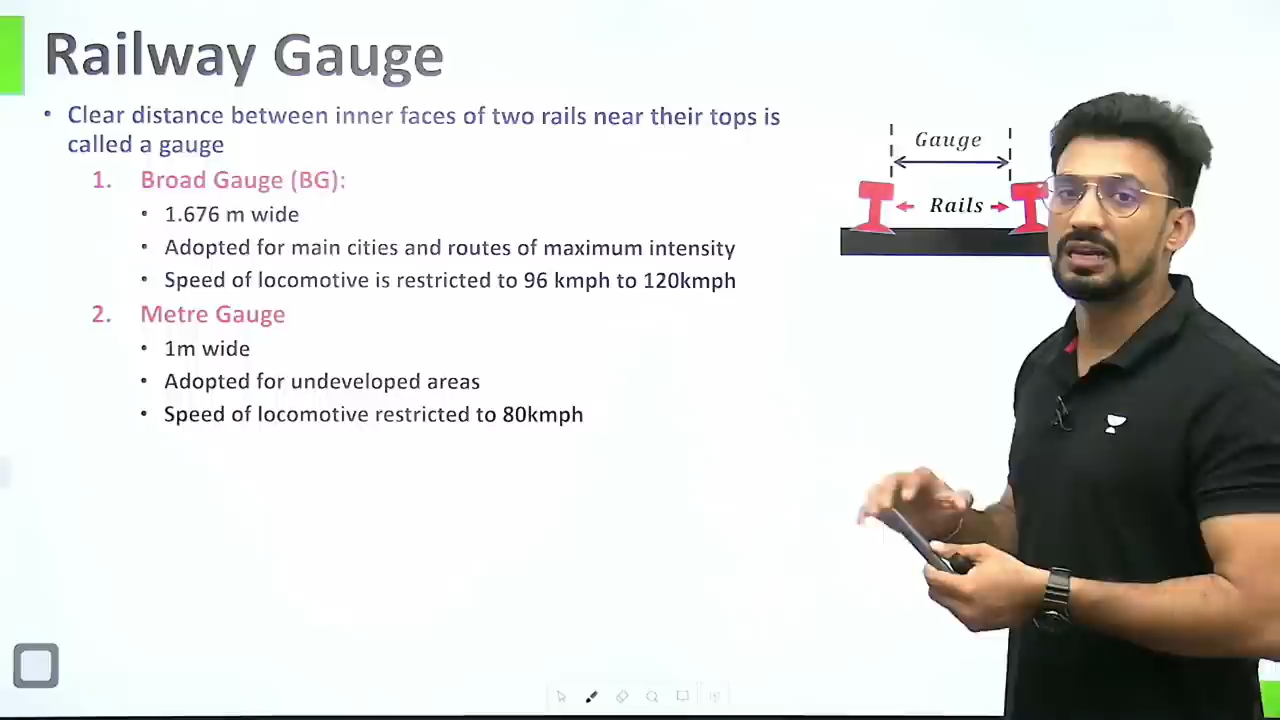 Railway Gauge
• Clear distance between inner faces of two rails near their tops is
called a gauge
1. Broad Gauge (BG):
• 1.676 m wide
• Adopted for main cities and routes of maximum intensity
• Speed of locomotive is restricted to 96 kmph to 120kmph
2. Metre Gauge
• 1m wide
• Adopted for undeveloped areas
• Speed of locomotive restricted to 80kmph
Gauge
Rails